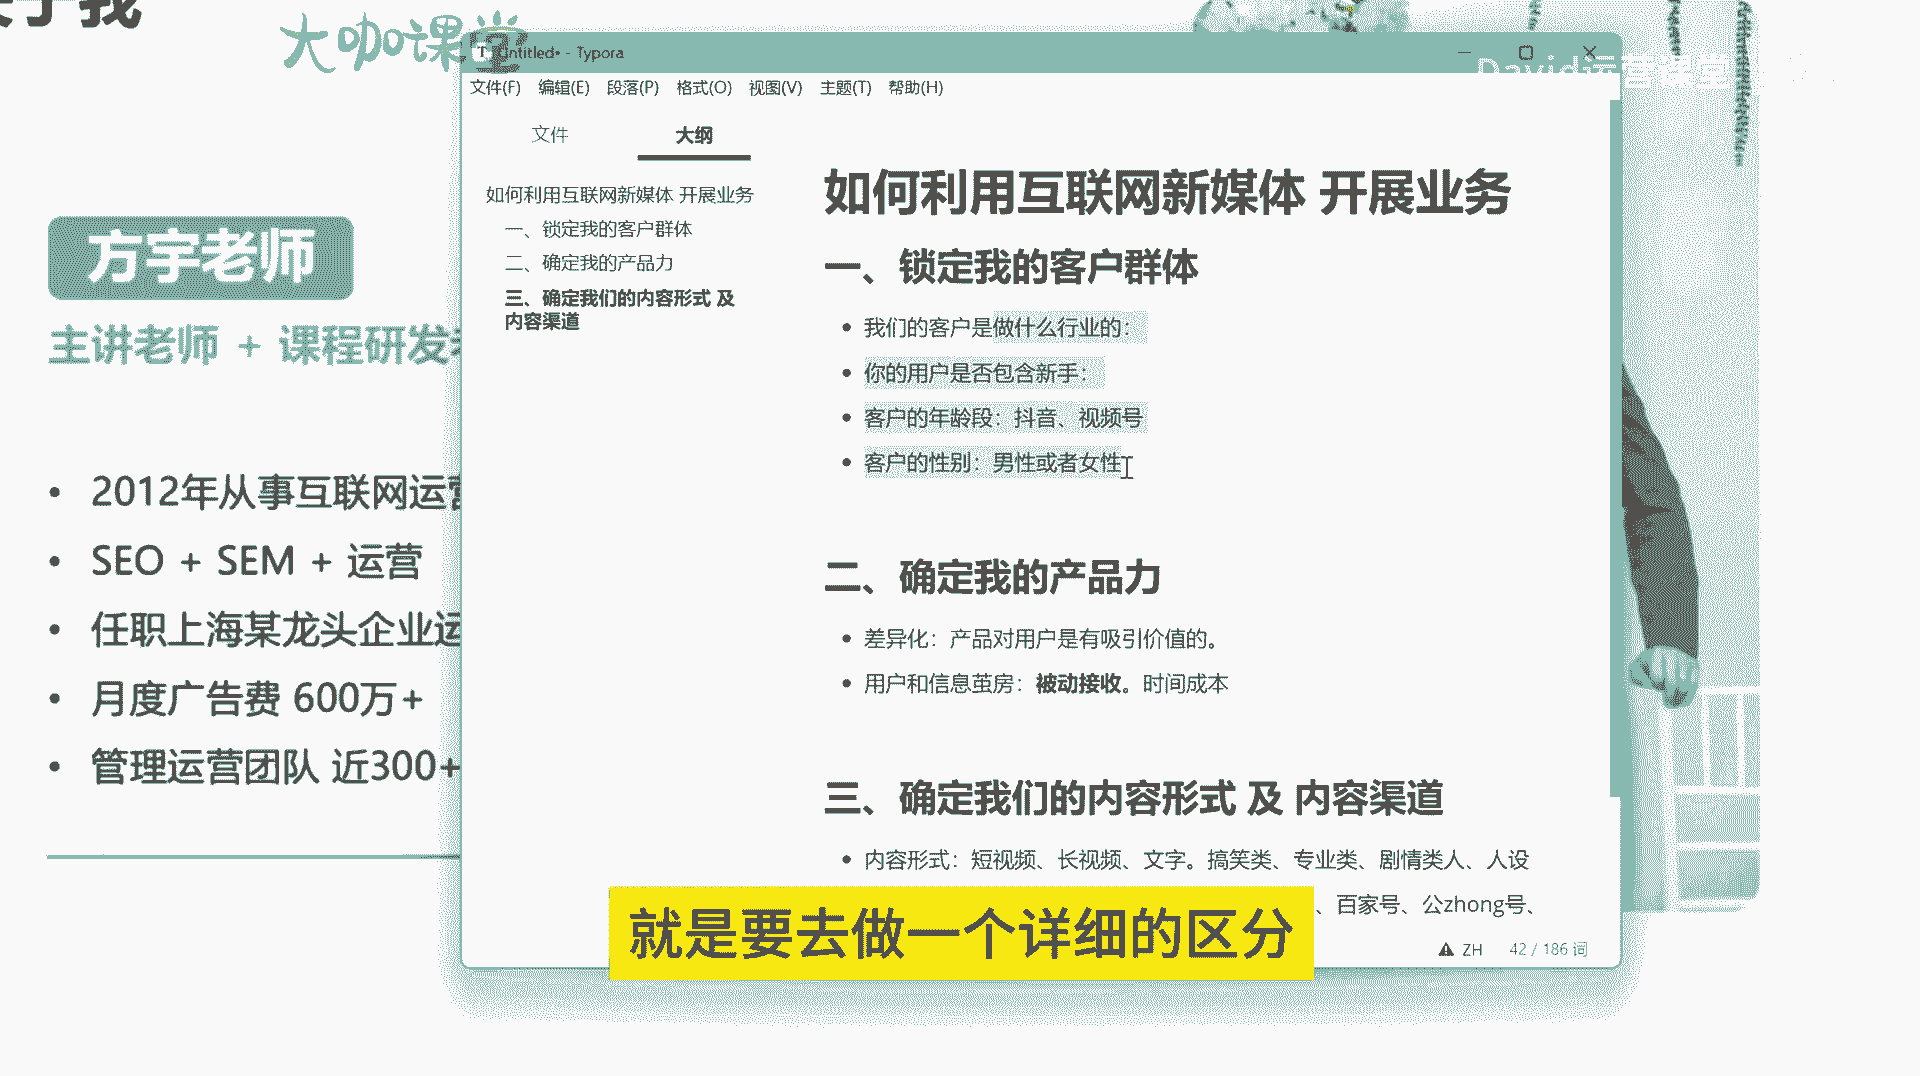 大咖课堂
Untitled• - Typora
David运营课堂
文件(F) 编辑(E) 段落(P) 格式(O) 视图(V) 主题(T) 帮助(H)
文件 大纲
如何利用互联网新媒体 开展业务
一、锁定我的客户群体
二、确定我的产品力
三、确定我们的内容形式 及
内容渠道
如何利用互联网新媒体 开展业务
一、锁定我的客户群体
我们的客户是做什么行业的：
你的用户是否包含新手：
客户的年龄段：抖音、视频号
客户的性别：男性或者女性
二、确定我的产品力
差异化：产品对用户是有吸引价值的。
用户和信息茧房：被动接收。时间成本
三、确定我们的内容形式 及 内容渠道
内容形式：短视频、长视频、文字。搞笑类、专业类、剧情类人、人设
、百家号、公zhong号、
ZH 42 / 186 词
方宇老师
主讲老师 + 课程研发
• 2012年从事互联网运营
• SEO + SEM + 运营
• 任职上海某龙头企业运
• 月度广告费 600万+
• 管理运营团队 近300+
就是要去做一个详细的区分